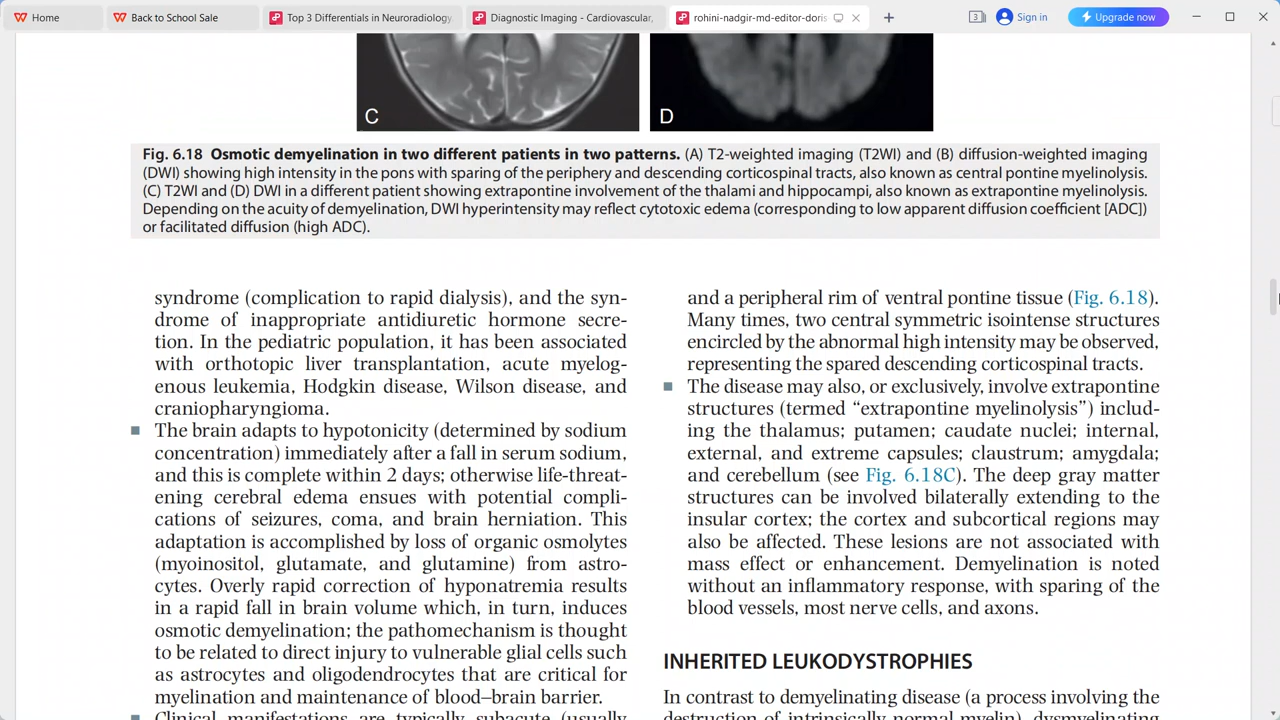 Home
Back to School Sale
Top 3 Differentials in Neuroradiology
Diagnostic Imaging - Cardiovascular,
rohini-nadgir-md-editor-doris
3
Sign in
Upgrade now
C
D
Fig. 6.18 Osmotic demyelination in two different patients in two patterns. (A) T2-weighted imaging (T2WI) and (B) diffusion-weighted imaging
(DWI) showing high intensity in the pons with sparing of the periphery and descending corticospinal tracts, also known as central pontine myelinolysis.
(C) T2WI and (D) DWI in a different patient showing extrapontine involvement of the thalami and hippocampi, also known as extrapontine myelinolysis.
Depending on the acuity of demyelination, DWI hyperintensity may reflect cytotoxic edema (corresponding to low apparent diffusion coefficient [ADC])
or facilitated diffusion (high ADC).
syndrome (complication to rapid dialysis), and the syn-
drome of inappropriate antidiuretic hormone secre-
tion. In the pediatric population, it has been associated
with orthotopic liver transplantation, acute myelog-
enous leukemia, Hodgkin disease, Wilson disease, and
craniopharyngioma.
The brain adapts to hypotonicity (determined by sodium
concentration) immediately after a fall in serum sodium,
and this is complete within 2 days; otherwise life-threat-
ening cerebral edema ensues with potential compli-
cations of seizures, coma, and brain herniation. This
adaptation is accomplished by loss of organic osmolytes
(myoinositol, glutamate, and glutamine) from astro-
cytes. Overly rapid correction of hyponatremia results
in a rapid fall in brain volume which, in turn, induces
osmotic demyelination; the pathomechanism is thought
to be related to direct injury to vulnerable glial cells such
as astrocytes and oligodendrocytes that are critical for
myelination and maintenance of blood–brain barrier.
Clinical manifestations are typically subacute (usually
and a peripheral rim of ventral pontine tissue (Fig. 6.18).
Many times, two central symmetric isointense structures
encircled by the abnormal high intensity may be observed,
representing the spared descending corticospinal tracts.
The disease may also, or exclusively, involve extrapontine
structures (termed “extrapontine myelinolysis”) includ-
ing the thalamus; putamen; caudate nuclei; internal,
external, and extreme capsules; claustrum; amygdala;
and cerebellum (see Fig. 6.18C). The deep gray matter
structures can be involved bilaterally extending to the
insular cortex; the cortex and subcortical regions may
also be affected. These lesions are not associated with
mass effect or enhancement. Demyelination is noted
without an inflammatory response, with sparing of the
blood vessels, most nerve cells, and axons.
INHERITED LEUKODYSTROPHIES
In contrast to demyelinating disease (a process involving the
destruction of intrinsically normal myelin), dysmyelinating